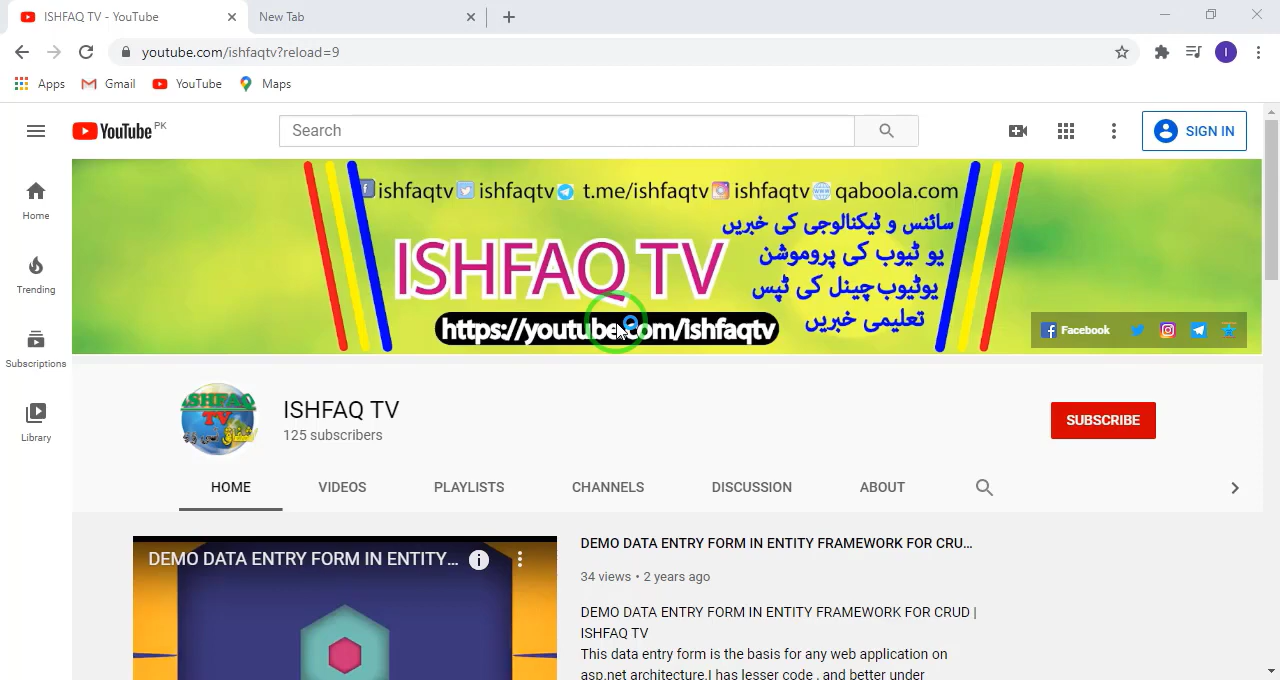 ISHFAQ TV - YouTube
New Tab
youtube.com/ishfaqtv?reload=9
I
Apps
Gmail
YouTube
Maps
YouTube PK
Search
SIGN IN
Home
Trending
Subscriptions
Library
ishfaqtv ishfaqtv t.me/ishfaqtv ishfaqtv qaboola.com
سائنس و ٹیکنالوجی کی خبریں
یو ٹیوب کی پروموشن
یوٹیوب چینل کی ٹپس
تعلیمی خبریں
ISHFAQ TV
https://youtube.com/ishfaqtv
Facebook
ISHFAQ TV
ISHFAQ TV
125 subscribers
SUBSCRIBE
HOME
VIDEOS
PLAYLISTS
CHANNELS
DISCUSSION
ABOUT
DEMO DATA ENTRY FORM IN ENTITY...
DEMO DATA ENTRY FORM IN ENTITY FRAMEWORK FOR CRU...
34 views • 2 years ago
DEMO DATA ENTRY FORM IN ENTITY FRAMEWORK FOR CRUD |
ISHFAQ TV
This data entry form is the basis for any web application on
asp.net architecture.I has lesser code , and better under